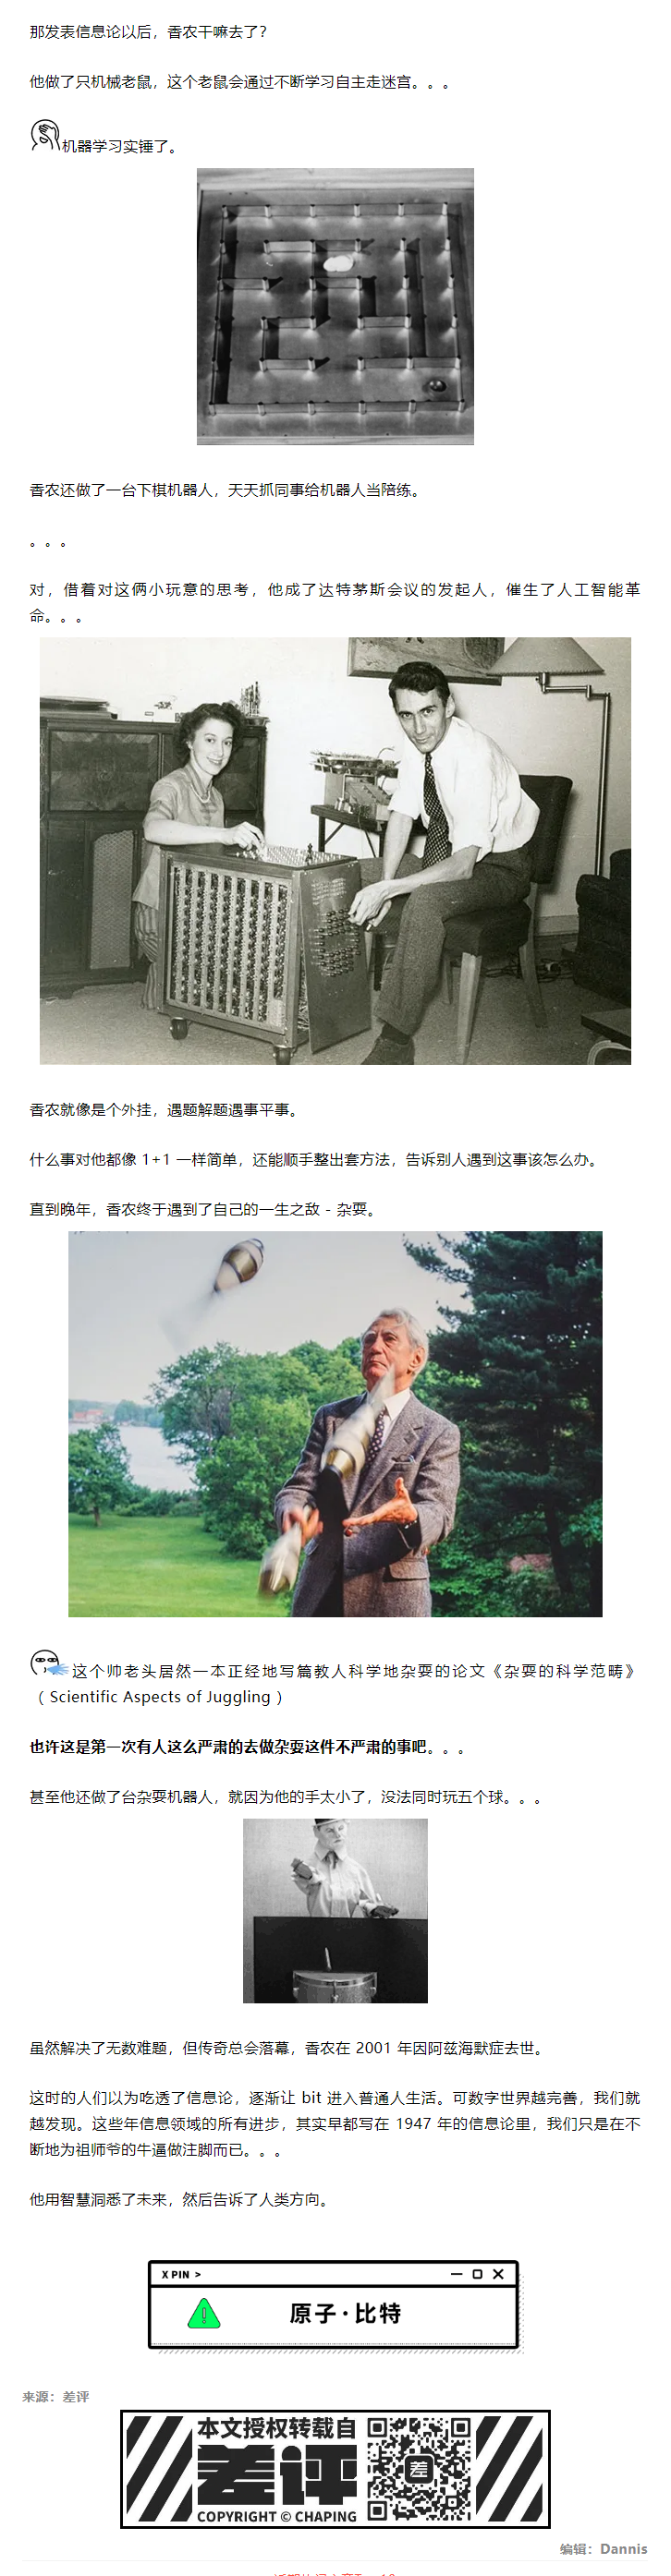 那发表信息论以后，香农干嘛去了？
他做了只机械老鼠，这个老鼠会通过不断学习自主走迷宫。。。
机器学习实锤了。
香农还做了一台下棋机器人，天天抓同事给机器人当陪练。
。。。
对，借着对这俩小玩意的思考，他成了达特茅斯会议的发起人，催生了人工智能革
命。。。
香农就像是个外挂，遇题解题遇事平事。
什么事对他都像 1+1 一样简单，还能顺手整出套方法，告诉别人遇到这事该怎么办。
直到晚年，香农终于遇到了自己的一生之敌 - 杂耍。
这个帅老头居然一本正经地写篇教人科学地杂耍的论文《杂耍的科学范畴》
（ Scientific Aspects of Juggling ）
也许这是第一次有人这么严肃的去做杂耍这件不严肃的事吧。。。
甚至他还做了台杂耍机器人，就因为他的手太小了，没法同时玩五个球。。。
虽然解决了无数难题，但传奇总会落幕，香农在 2001 年因阿兹海默症去世。
这时的人们以为吃透了信息论，逐渐让 bit 进入普通人生活。可数字世界越完善，我们就
越发现。这些年信息领域的所有进步，其实早都写在 1947 年的信息论里，我们只是在不
断地为祖师爷的牛逼做注脚而已。。。
他用智慧洞悉了未来，然后告诉了人类方向。
X PIN >
原子·比特
来源：差评
本文授权转载自
差评
差
COPYRIGHT © CHAPING
编辑：Dannis